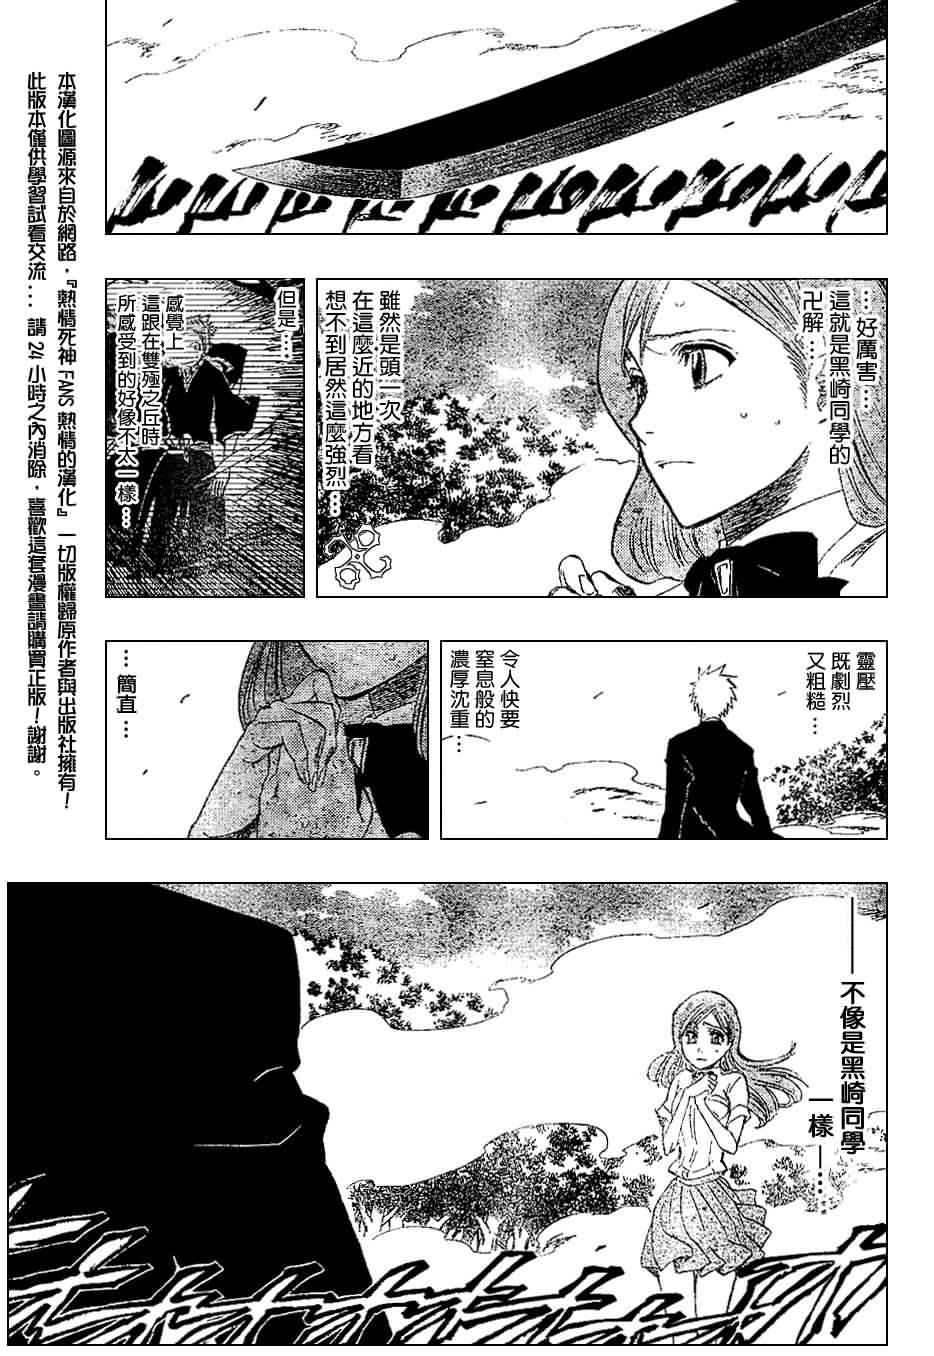 …好厲害…
這就是黑崎同學的
卍解……
雖然是頭一次
在這麼近的地方看
想不到居然這麼強烈…
但是……
感覺上
這跟在雙殛之丘時
所感受到的好像不太一樣…
靈壓
既劇烈
又粗糙…
令人快要
窒息般的
濃厚沈重…
…簡直…
——不像是黑崎同學
一樣—…
本漢化圖源來自於網路，『熱情死神FANS熱情的漢化』一切版權歸原作者與出版社擁有！
此版本僅供學習試看交流…請24小時之內消除，喜歡這套漫畫請購買正版！謝謝。